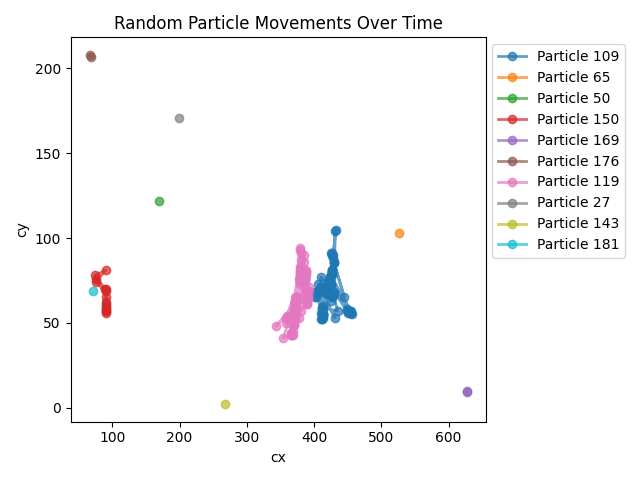 Random Particle Movements Over Time
cy
200
150
100
50
0
100
200
300
400
500
600
cx
Particle 109
Particle 65
Particle 50
Particle 150
Particle 169
Particle 176
Particle 119
Particle 27
Particle 143
Particle 181